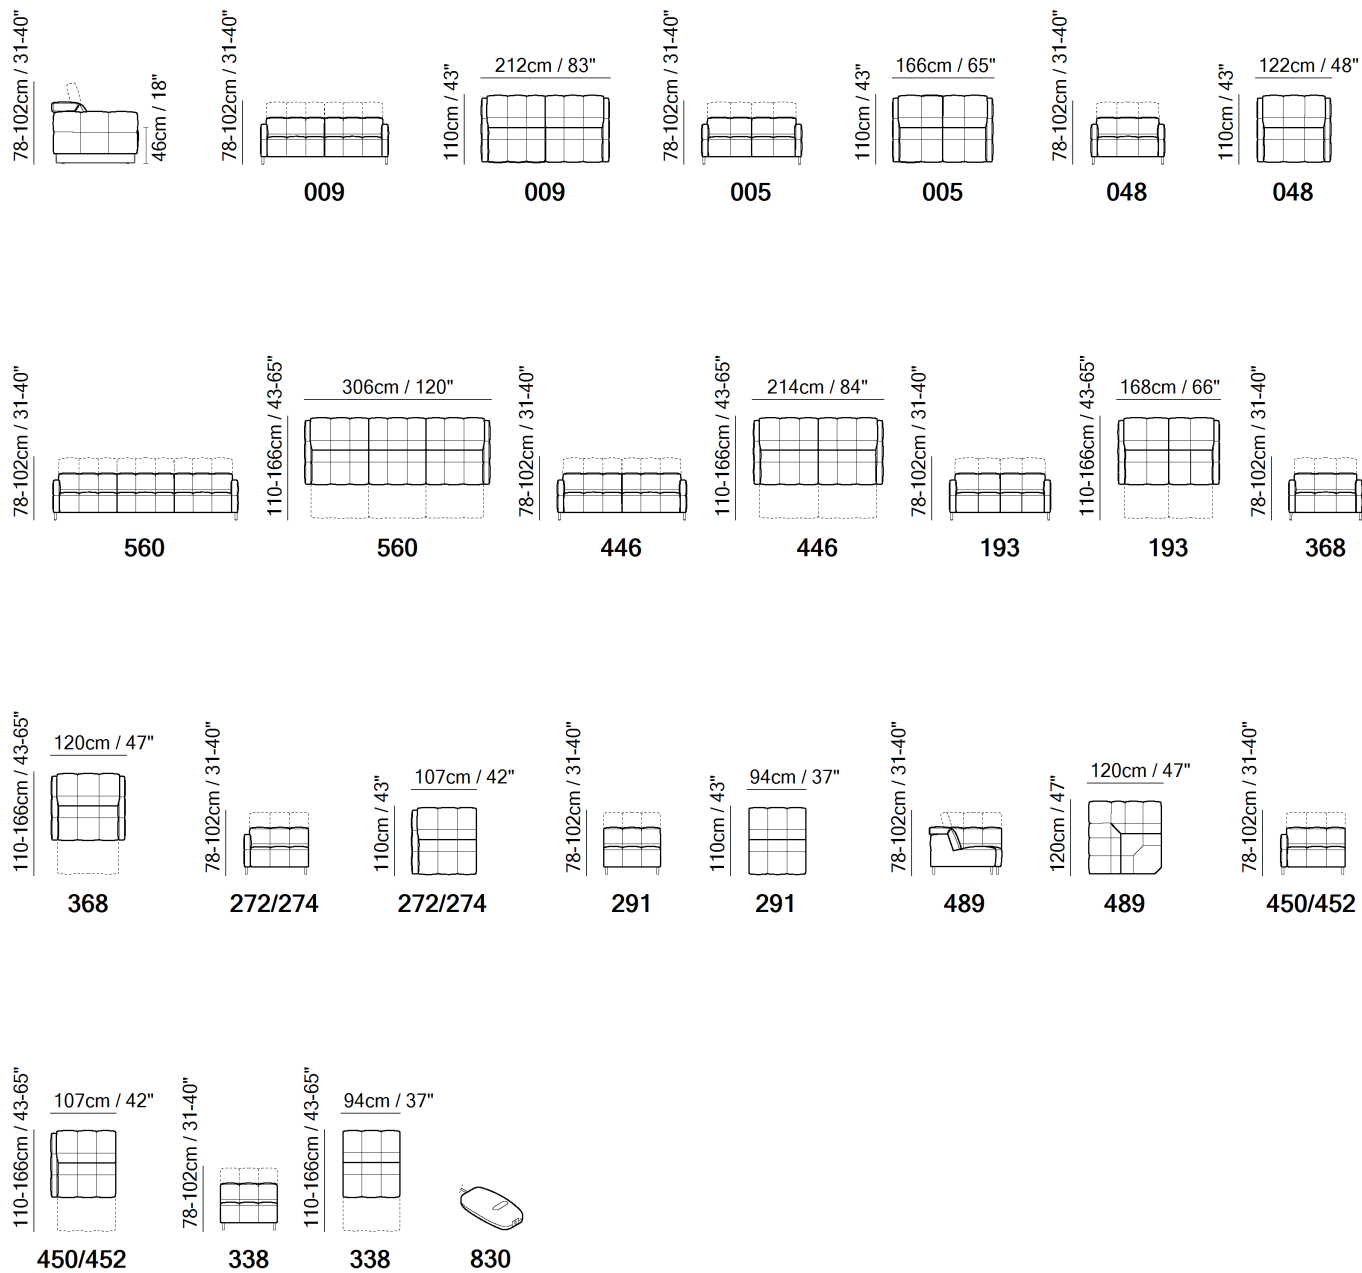 78-102cm / 31-40"
46cm / 18"
78-102cm / 31-40"
009
110cm / 43"
212cm / 83"
009
78-102cm / 31-40"
005
110cm / 43"
166cm / 65"
005
78-102cm / 31-40"
048
110cm / 43"
122cm / 48"
048
78-102cm / 31-40"
560
110-166cm / 43-65"
306cm / 120"
560
78-102cm / 31-40"
446
110-166cm / 43-65"
214cm / 84"
446
78-102cm / 31-40"
193
110-166cm / 43-65"
168cm / 66"
193
78-102cm / 31-40"
368
110-166cm / 43-65"
120cm / 47"
368
78-102cm / 31-40"
272/274
110cm / 43"
107cm / 42"
272/274
78-102cm / 31-40"
291
110cm / 43"
94cm / 37"
291
78-102cm / 31-40"
489
120cm / 47"
120cm / 47"
489
78-102cm / 31-40"
450/452
110-166cm / 43-65"
107cm / 42"
450/452
78-102cm / 31-40"
338
110-166cm / 43-65"
94cm / 37"
338
830